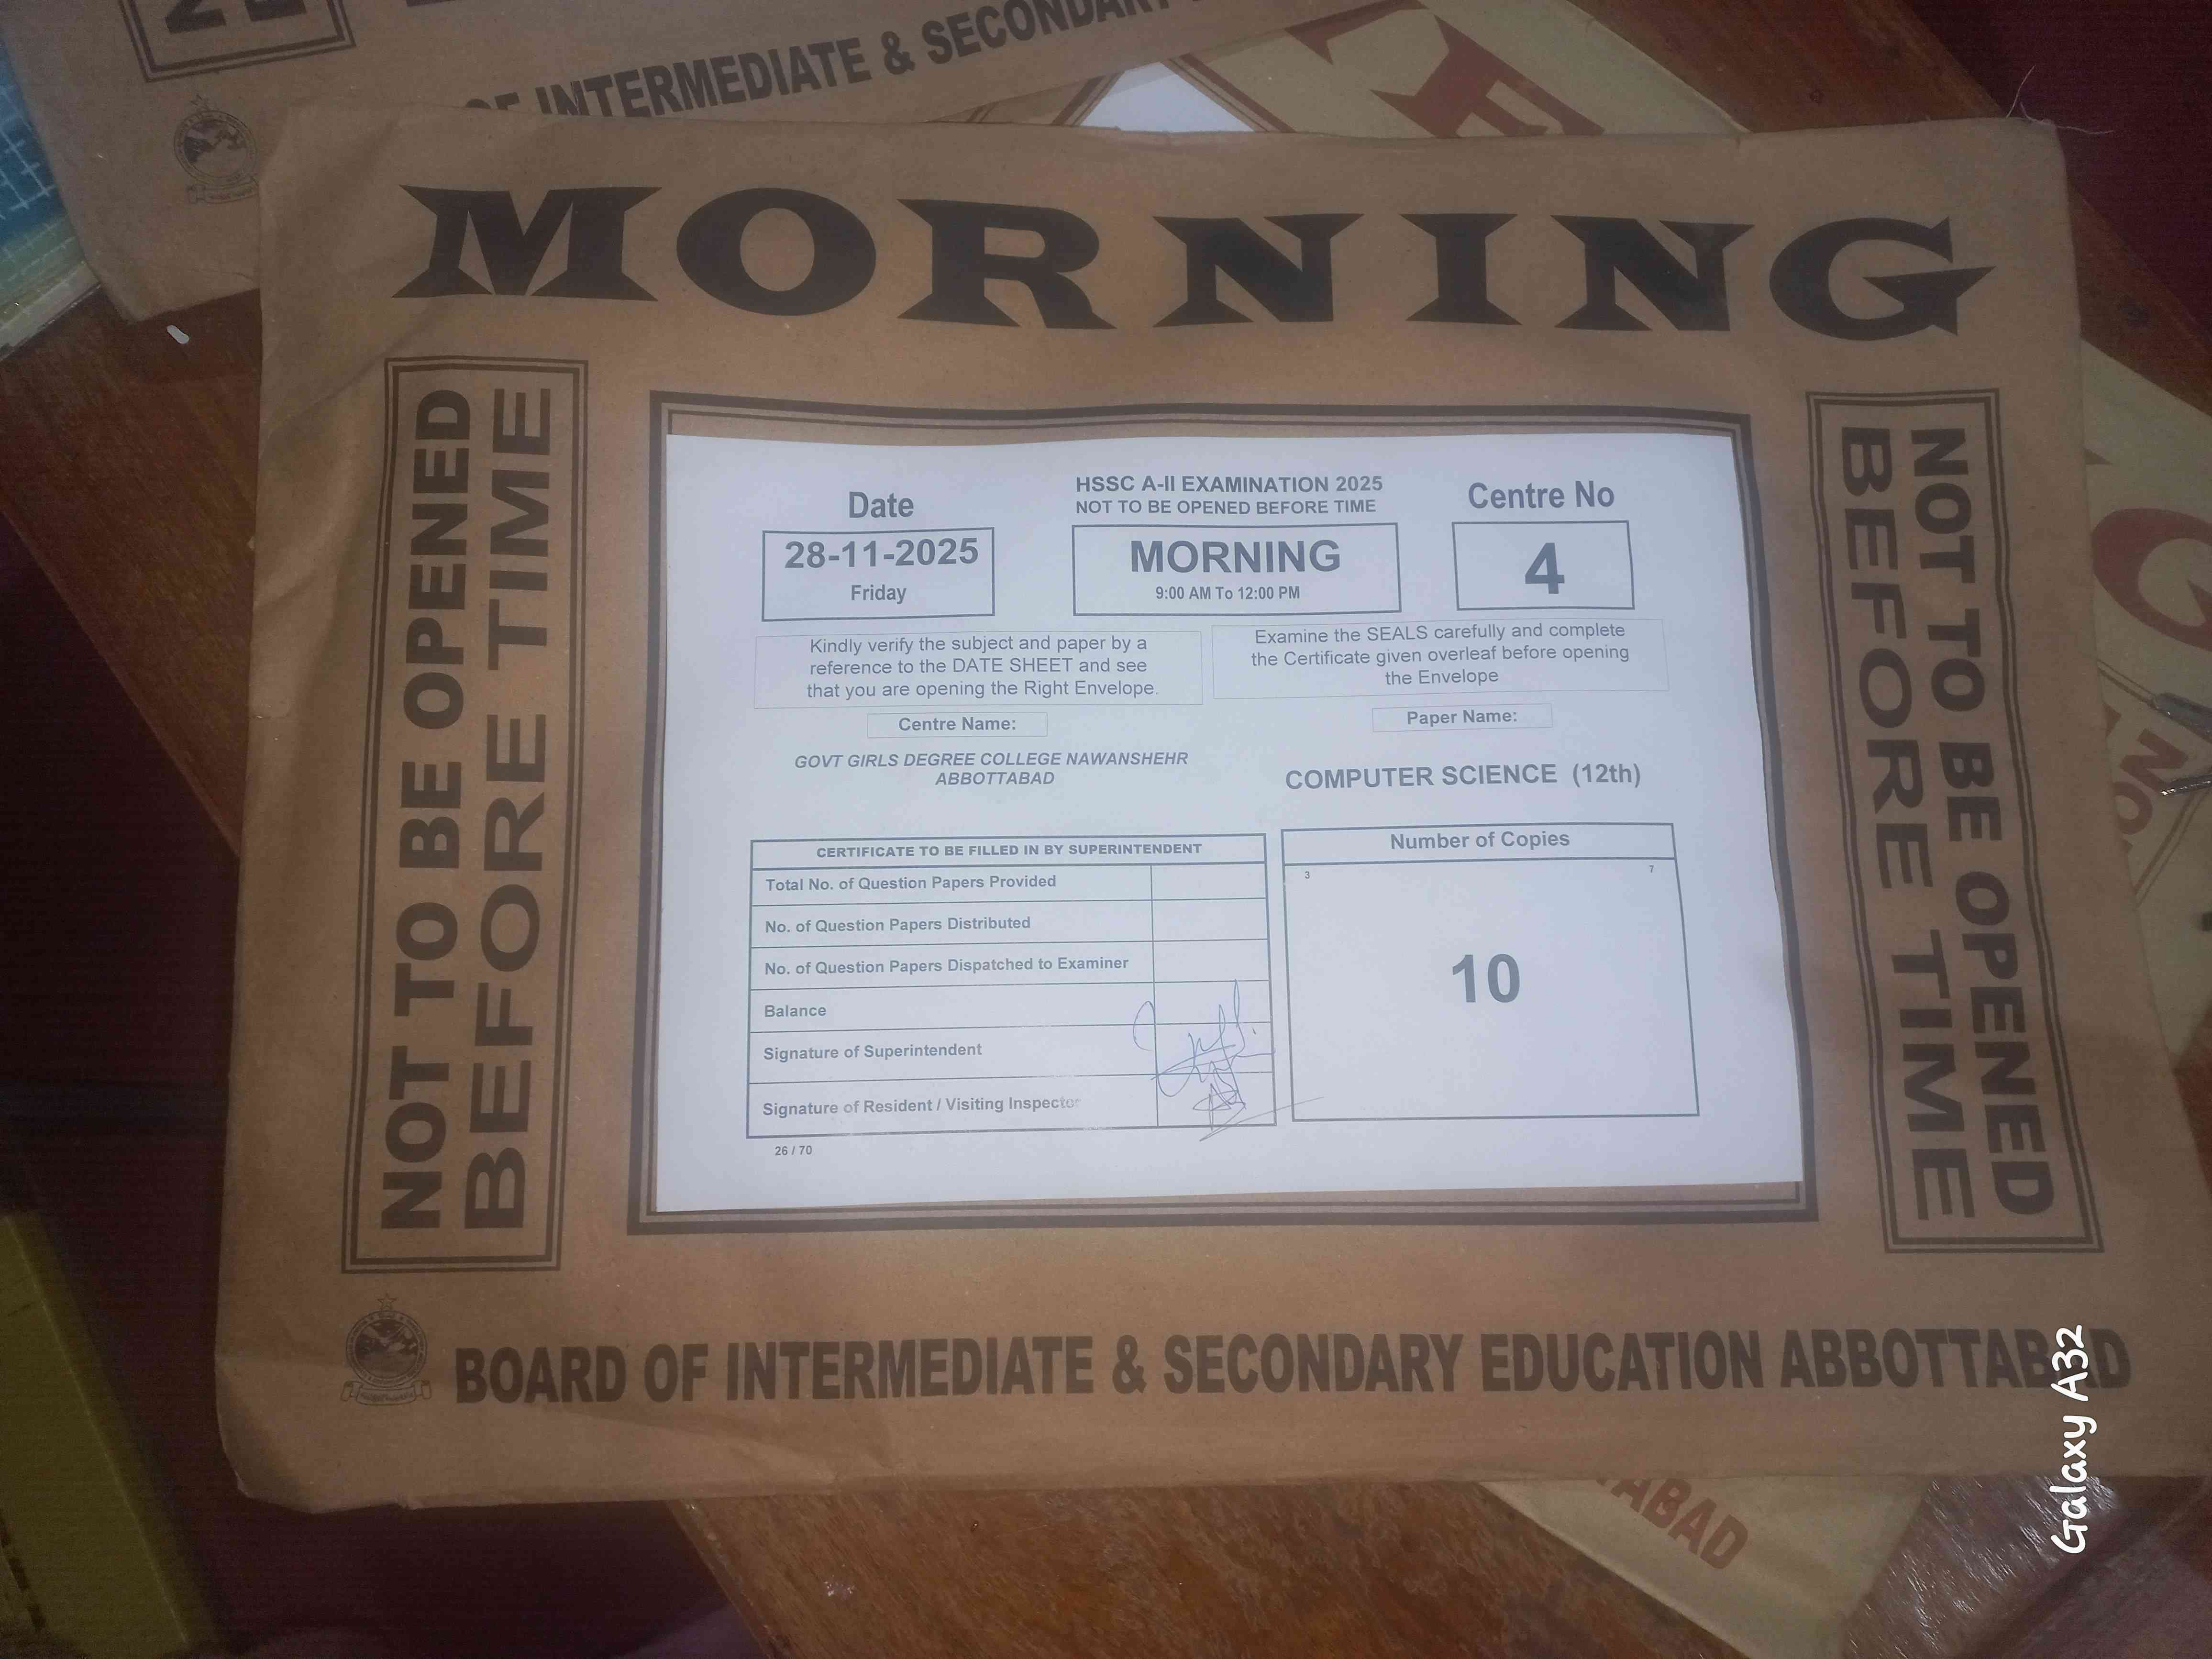 OF INTERMEDIATE & SECONDARY
MORNING
NOT TO BE OPENED
BEFORE TIME
Date
28-11-2025
Friday
HSSC A-II EXAMINATION 2025
NOT TO BE OPENED BEFORE TIME
MORNING
9:00 AM To 12:00 PM
Centre No
4
Kindly verify the subject and paper by a
reference to the DATE SHEET and see
that you are opening the Right Envelope.
Examine the SEALS carefully and complete
the Certificate given overleaf before opening
the Envelope
Centre Name:
GOVT GIRLS DEGREE COLLEGE NAWANSHEHR
ABBOTTABAD
Paper Name:
COMPUTER SCIENCE (12th)
CERTIFICATE TO BE FILLED IN BY SUPERINTENDENT
Total No. of Question Papers Provided
No. of Question Papers Distributed
No. of Question Papers Dispatched to Examiner
Balance
Signature of Superintendent
Signature of Resident / Visiting Inspector
26 / 70
Number of Copies
3 7
10
NOT TO BE OPENED
BEFORE TIME
BOARD OF INTERMEDIATE & SECONDARY EDUCATION ABBOTTABAD
TABAD
Galaxy A32